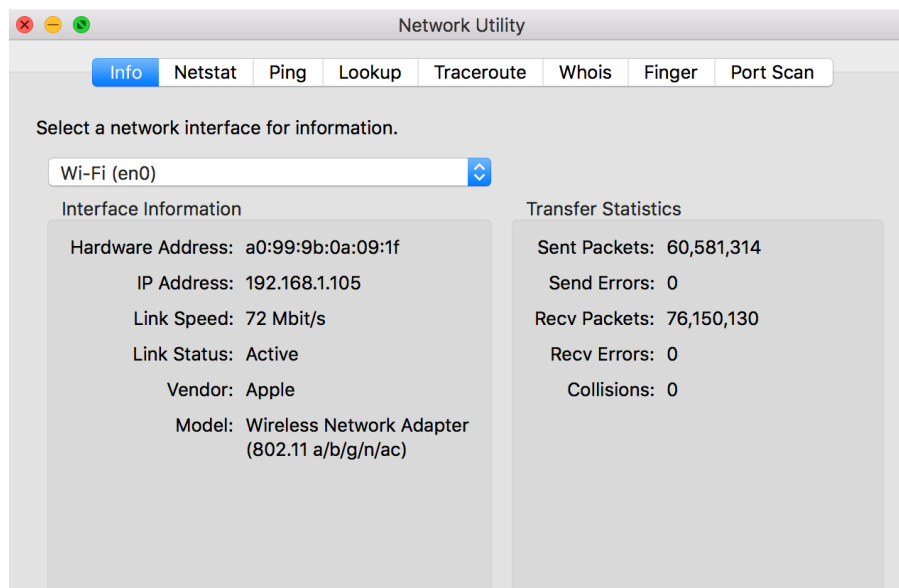 Network Utility
Info Netstat Ping Lookup Traceroute Whois Finger Port Scan
Select a network interface for information.
Wi-Fi (en0)
Interface Information
Hardware Address: a0:99:9b:0a:09:1f
IP Address: 192.168.1.105
Link Speed: 72 Mbit/s
Link Status: Active
Vendor: Apple
Model: Wireless Network Adapter
(802.11 a/b/g/n/ac)
Transfer Statistics
Sent Packets: 60,581,314
Send Errors: 0
Recv Packets: 76,150,130
Recv Errors: 0
Collisions: 0